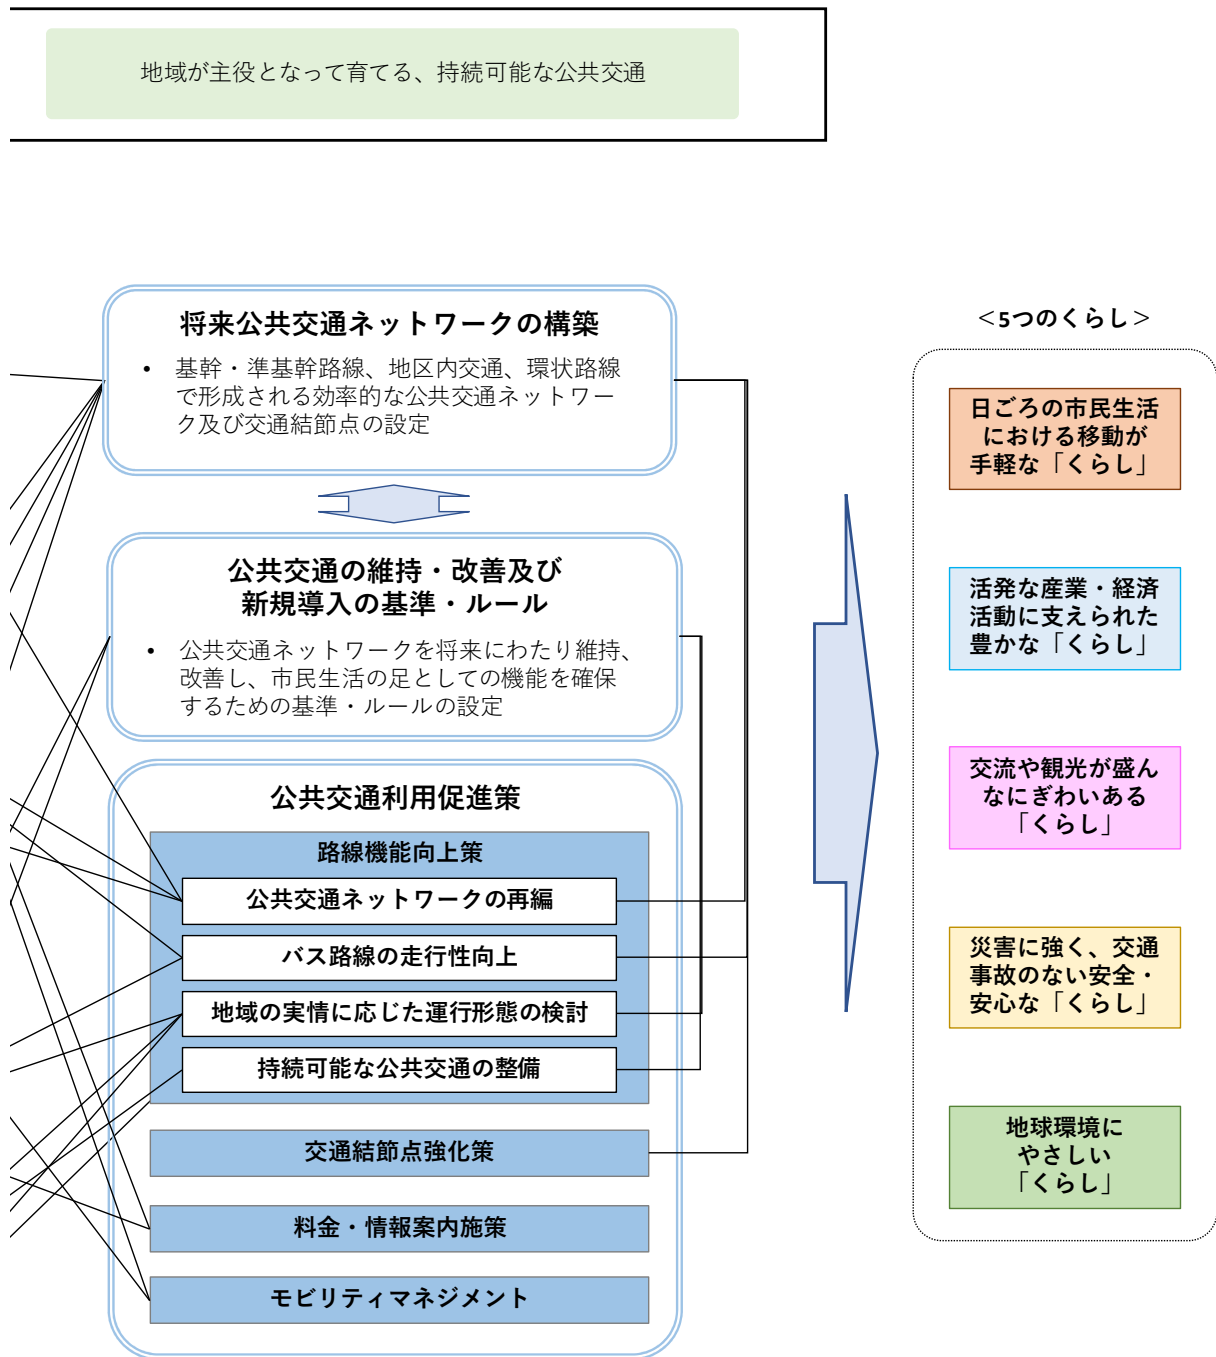 地域が主役となって育てる、持続可能な公共交通
将来公共交通ネットワークの構築
• 基幹・準基幹路線、地区内交通、環状路線
で形成される効率的な公共交通ネットワー
ク及び交通結節点の設定
公共交通の維持・改善及び
新規導入の基準・ルール
• 公共交通ネットワークを将来にわたり維持、
改善し、市民生活の足としての機能を確保
するための基準・ルールの設定
公共交通利用促進策
路線機能向上策
公共交通ネットワークの再編
バス路線の走行性向上
地域の実情に応じた運行形態の検討
持続可能な公共交通の整備
交通結節点強化策
料金・情報案内施策
モビリティマネジメント
＜5つのくらし＞
日ごろの市民生活
における移動が
手軽な「くらし」
活発な産業・経済
活動に支えられた
豊かな「くらし」
交流や観光が盛ん
なにぎわいある
「くらし」
災害に強く、交通
事故のない安全・
安心な「くらし」
地球環境に
やさしい
「くらし」